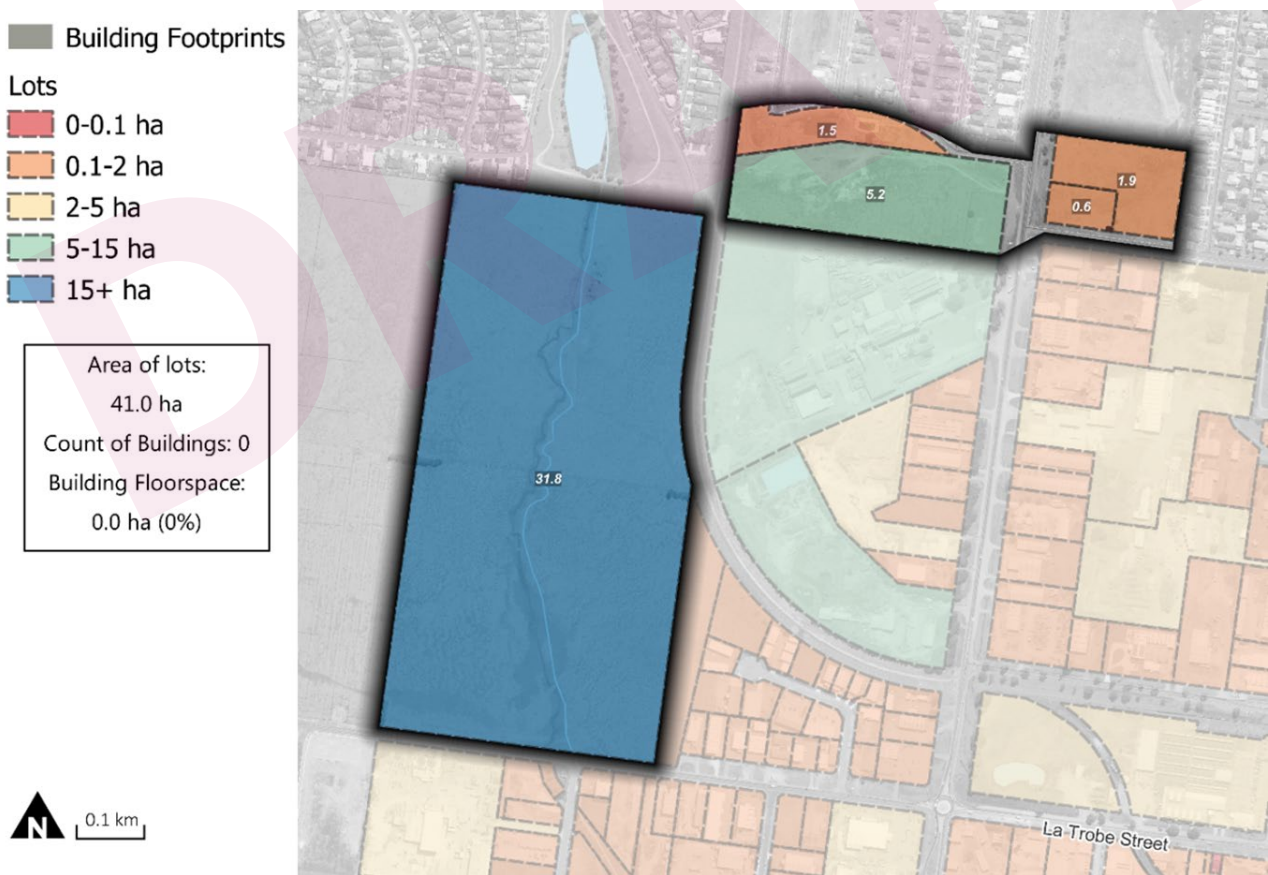 Building Footprints
Lots
0-0.1 ha
0.1-2 ha
2-5 ha
5-15 ha
15+ ha
Area of lots:
41.0 ha
Count of Buildings: 0
Building Floorspace:
0.0 ha (0%)
N
0.1 km
1.5
5.2
1.9
0.6
31.8
La Trobe Street